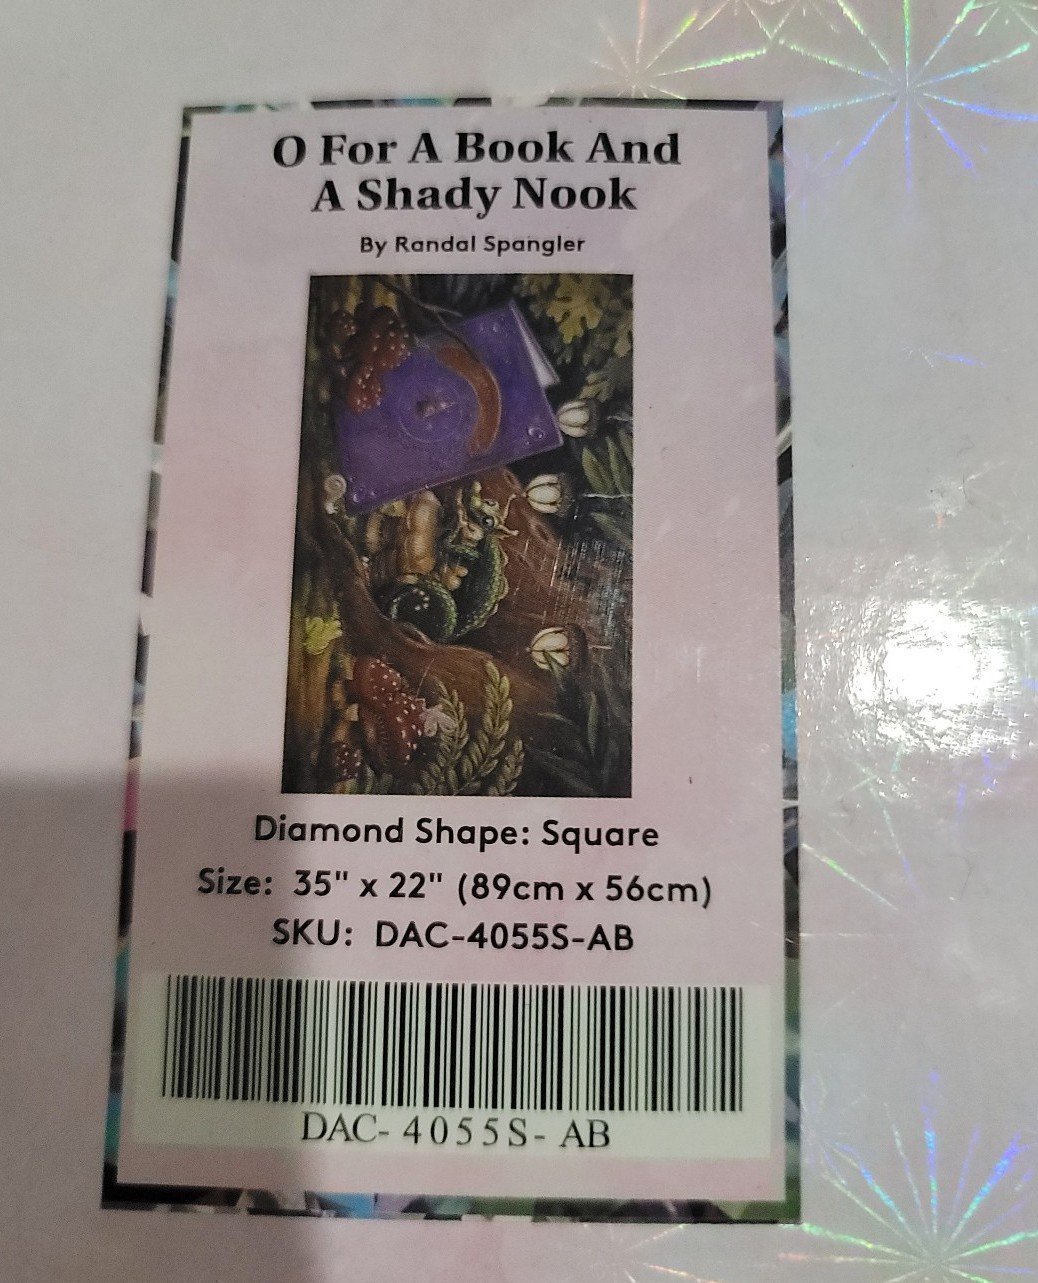 O For A Book And
A Shady Nook
By Randal Spangler
Diamond Shape: Square
Size: 35" x 22" (89cm x 56cm)
SKU: DAC-4055S-AB
DAC- 4055S- AB